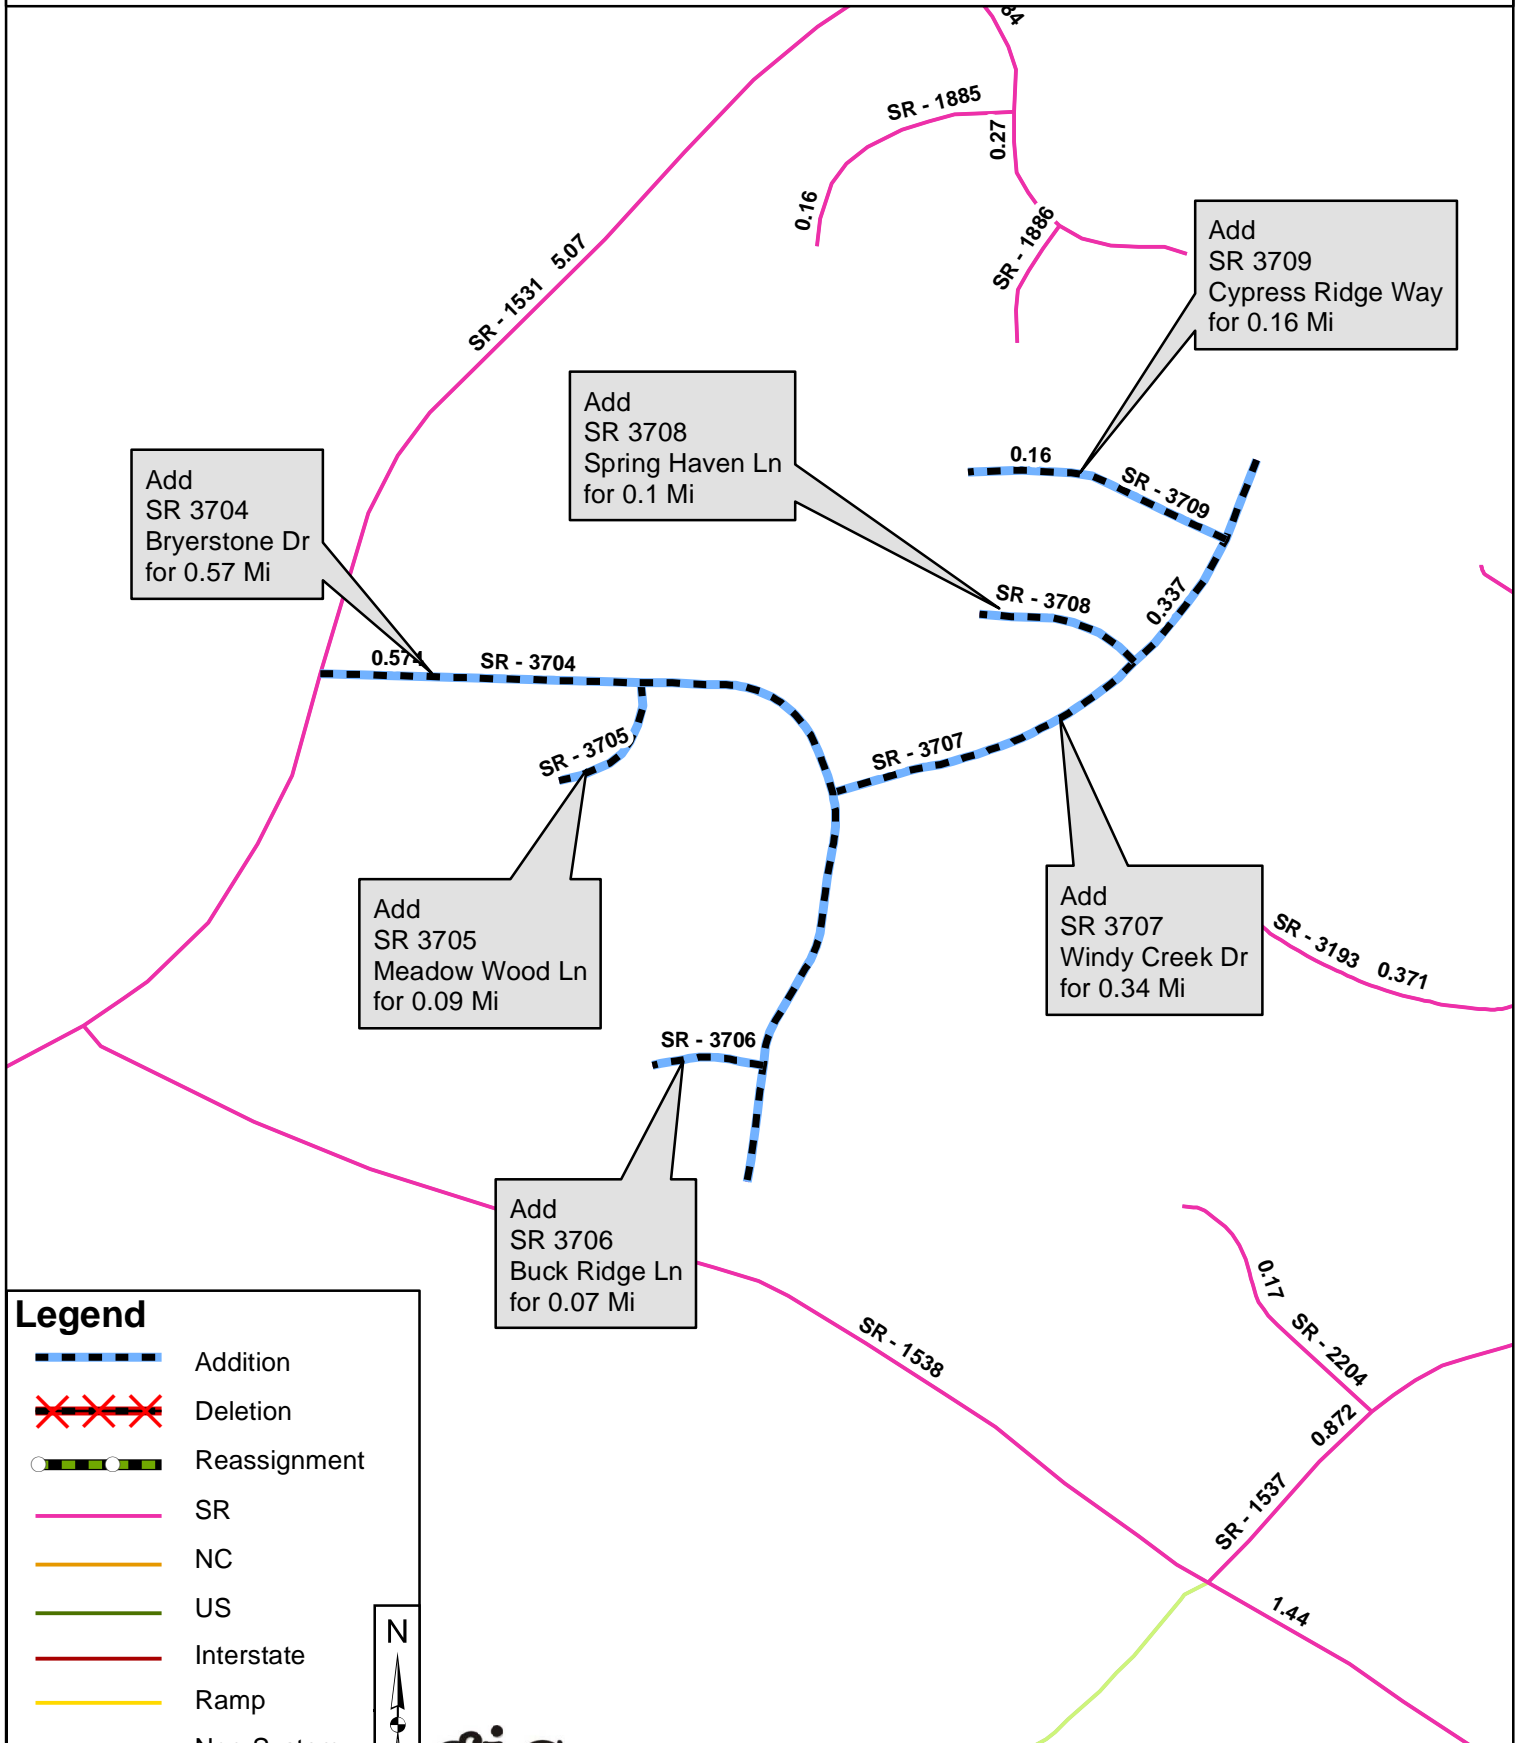 84
SR - 1885
0.27
0.16
SR - 1886
5.07
SR - 1531
Add
SR 3709
Cypress Ridge Way
for 0.16 Mi
Add
SR 3708
Spring Haven Ln
for 0.1 Mi
0.16
SR - 3709
Add
SR 3704
Bryerstone Dr
for 0.57 Mi
SR - 3708
0.337
0.574
SR - 3704
SR - 3705
SR - 3707
Add
SR 3705
Meadow Wood Ln
for 0.09 Mi
Add
SR 3707
Windy Creek Dr
for 0.34 Mi
SR - 3193 0.371
SR - 3706
Add
SR 3706
Buck Ridge Ln
for 0.07 Mi
0.17
SR - 2204
SR - 1538
0.872
SR - 1537
1.44
Legend
Addition
Deletion
Reassignment
SR
NC
US
Interstate
Ramp
N